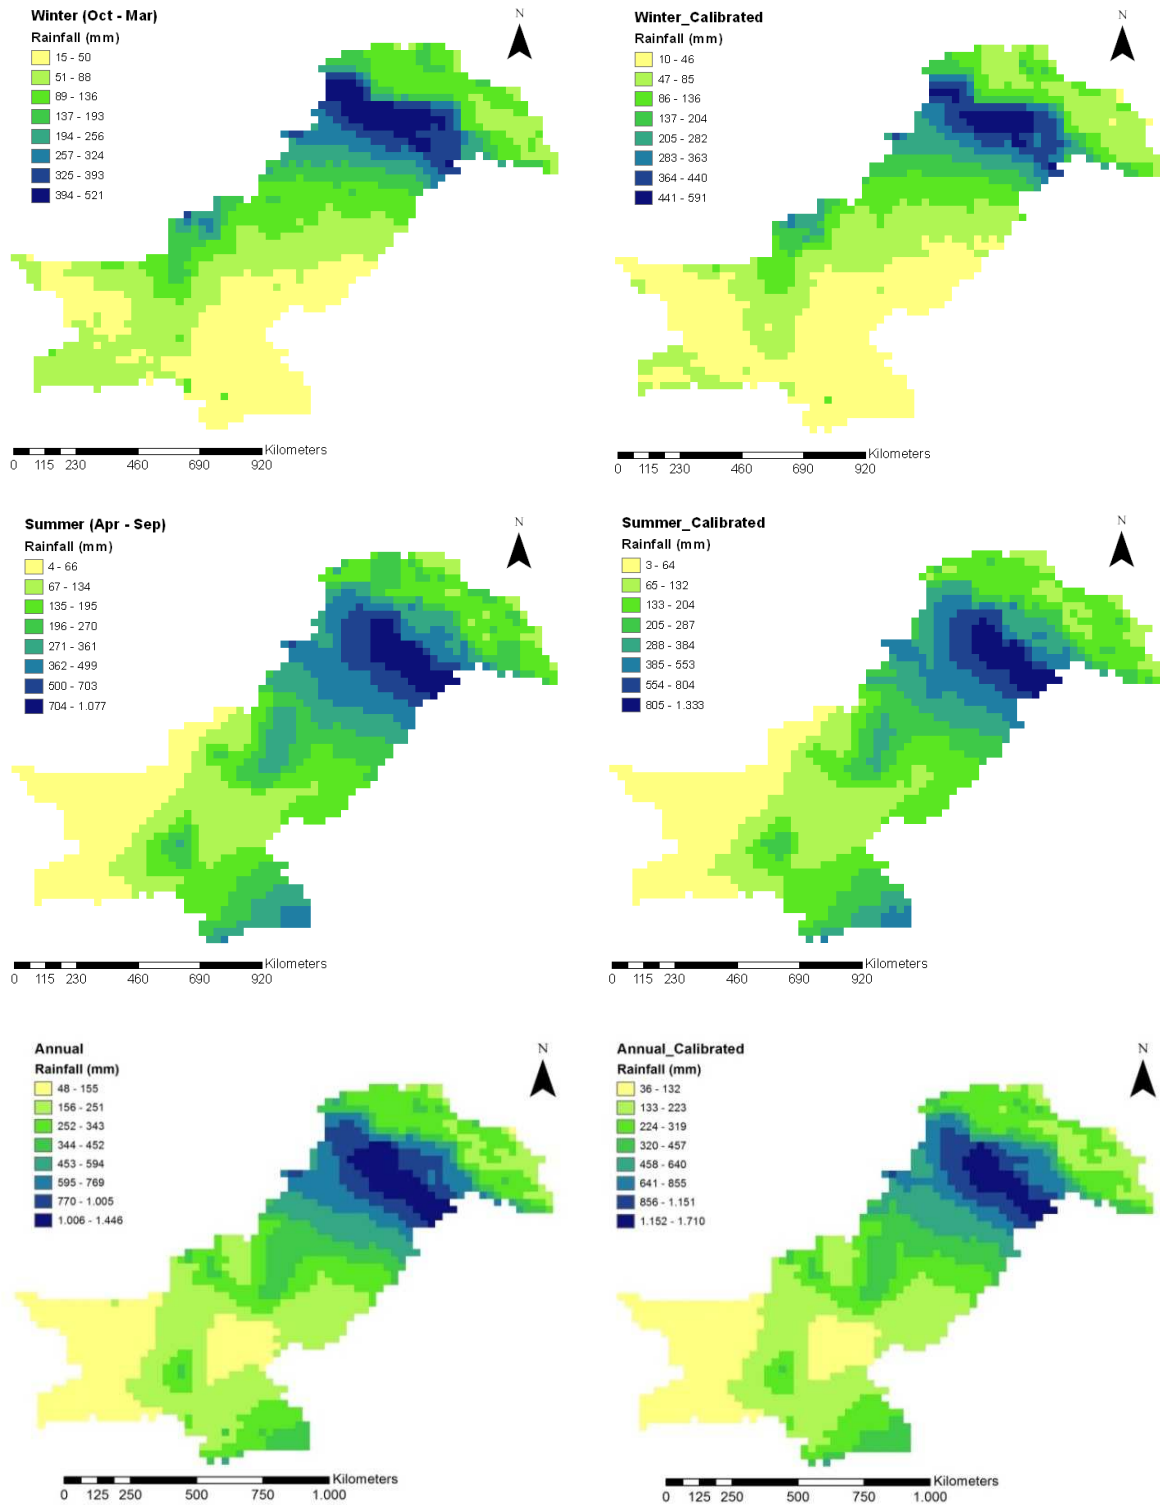 Winter (Oct - Mar)
Rainfall (mm)
15 - 50
51 - 88
89 - 136
137 - 193
194 - 256
257 - 324
325 - 393
394 - 521
N
Kilometers
0 115 230 460 690 920
Winter_Calibrated
Rainfall (mm)
10 - 46
47 - 85
86 - 136
137 - 204
205 - 282
283 - 363
364 - 440
441 - 591
N
Kilometers
0 115 230 460 690 920
Summer (Apr - Sep)
Rainfall (mm)
4 - 66
67 - 134
135 - 195
196 - 270
271 - 361
362 - 499
500 - 703
704 - 1.077
N
Kilometers
0 115 230 460 690 920
Summer_Calibrated
Rainfall (mm)
3 - 64
65 - 132
133 - 204
205 - 287
288 - 384
385 - 553
554 - 804
805 - 1.333
N
Kilometers
0 115 230 460 690 920
Annual
Rainfall (mm)
48 - 155
156 - 251
252 - 343
344 - 452
453 - 594
595 - 769
770 - 1.005
1.006 - 1.446
N
Kilometers
0 125 250 500 750 1.000
Annual_Calibrated
Rainfall (mm)
36 - 132
133 - 223
224 - 319
320 - 457
458 - 640
641 - 855
856 - 1.151
1.152 - 1.710
N
Kilometers
0 125 250 500 750 1.000